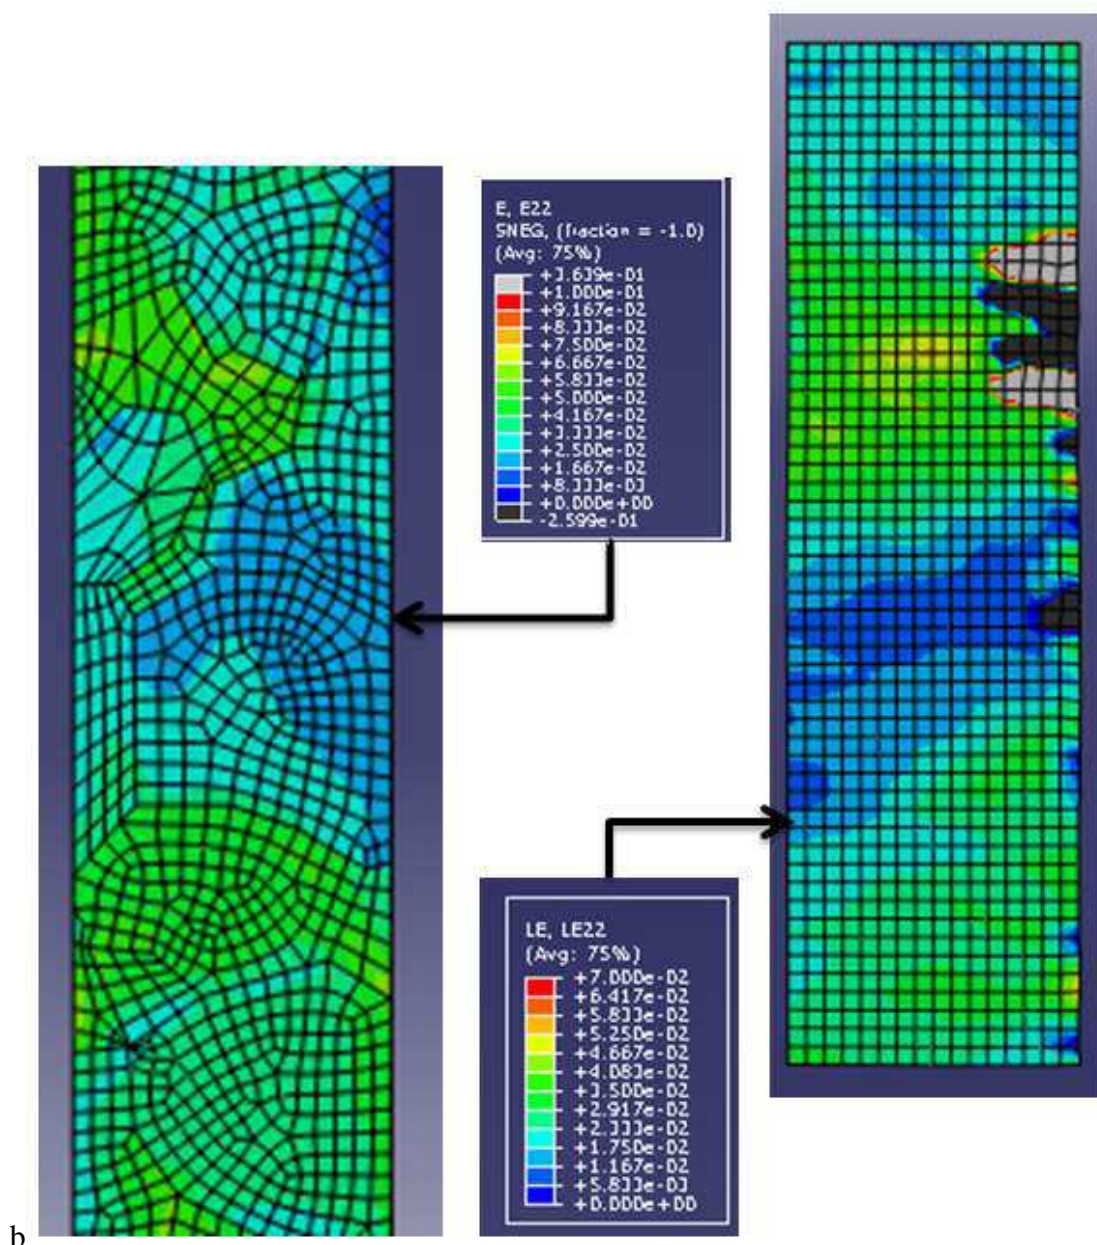 E, E22
SNEG, (fraction = -1.0)
(Avg: 75%)
+3.639e-01
+1.000e-01
+9.167e-02
+8.333e-02
+7.500e-02
+6.667e-02
+5.833e-02
+5.000e-02
+4.167e-02
+3.333e-02
+2.500e-02
+1.667e-02
+8.333e-03
+0.000e+00
-2.599e-01
LE, LE22
(Avg: 75%)
+7.000e-02
+6.417e-02
+5.833e-02
+5.250e-02
+4.667e-02
+4.083e-02
+3.500e-02
+2.917e-02
+2.333e-02
+1.750e-02
+1.167e-02
+5.833e-03
+0.000e+00
b